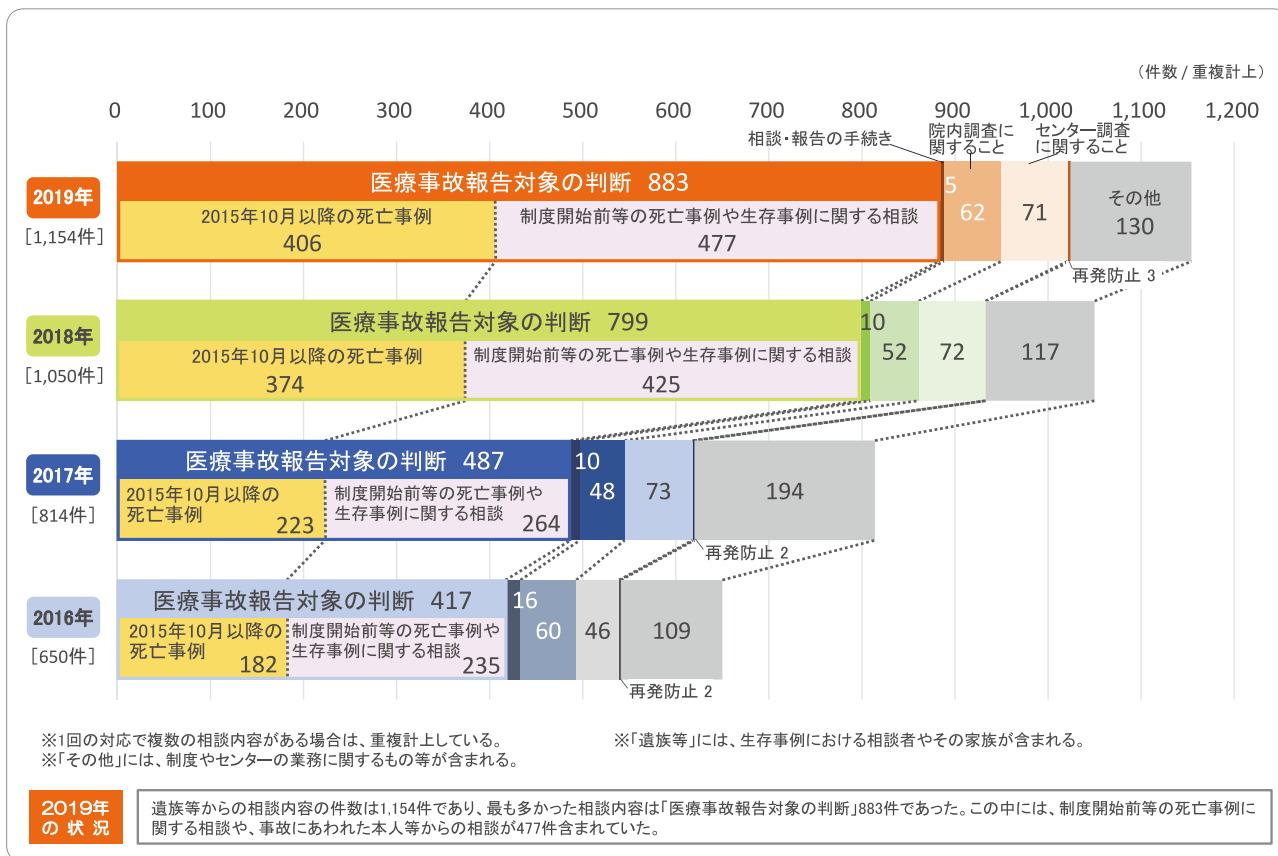 (件数 / 重複計上)
0 100 200 300 400 500 600 700 800 900 1,000 1,100 1,200
相談・報告の手続き
院内調査に
関すること
センター調査
に関すること
2019年
[1,154件]
医療事故報告対象の判断 883
2015年10月以降の死亡事例
406
制度開始前等の死亡事例や生存事例に関する相談
477
5
62
71
その他
130
再発防止 3
2018年
[1,050件]
医療事故報告対象の判断 799
2015年10月以降の死亡事例
374
制度開始前等の死亡事例や生存事例に関する相談
425
10
52
72
117
2017年
[814件]
医療事故報告対象の判断 487
2015年10月以降の
死亡事例
223
制度開始前等の死亡事例や
生存事例に関する相談
264
10
48
73
194
再発防止 2
2016年
[650件]
医療事故報告対象の判断 417
2015年10月以降の
死亡事例
182
制度開始前等の死亡事例や
生存事例に関する相談
235
16
60
46
109
再発防止 2
※1回の対応で複数の相談内容がある場合は、重複計上している。
※「遺族等」には、生存事例における相談者やその家族が含まれる。
※「その他」には、制度やセンターの業務に関するもの等が含まれる。
2019年
の 状 況
遺族等からの相談内容の件数は1,154件であり、最も多かった相談内容は「医療事故報告対象の判断」883件であった。この中には、制度開始前等の死亡事例に
関する相談や、事故にあわれた本人等からの相談が477件含まれていた。